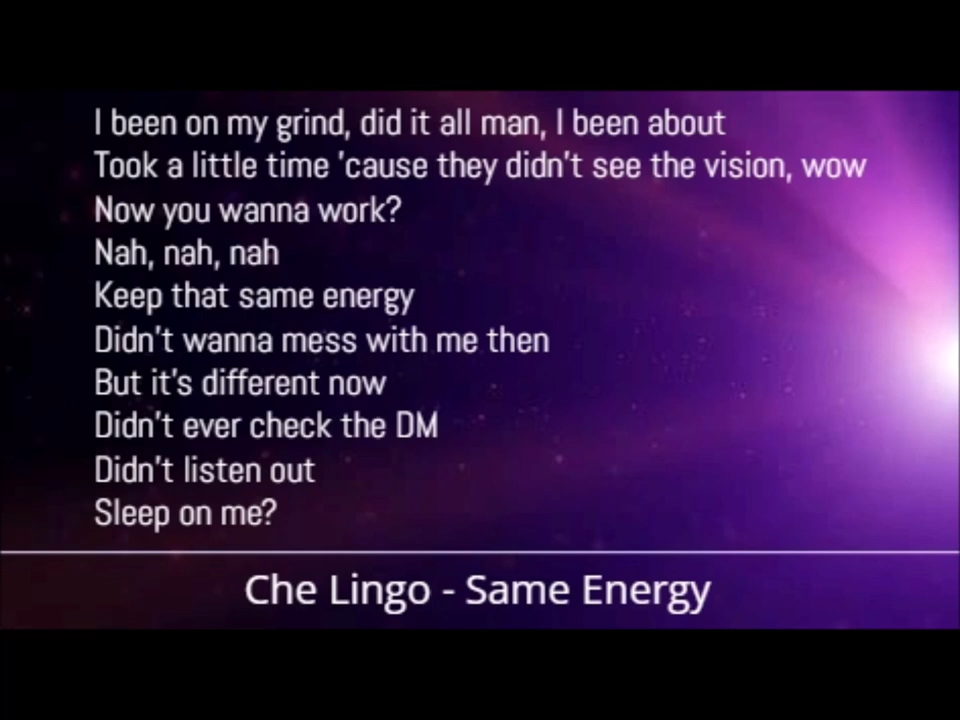 I been on my grind, did it all man, I been about
Took a little time 'cause they didn't see the vision, wow
Now you wanna work?
Nah, nah, nah
Keep that same energy
Didn't wanna mess with me then
But it's different now
Didn't ever check the DM
Didn't listen out
Sleep on me?
Che Lingo - Same Energy